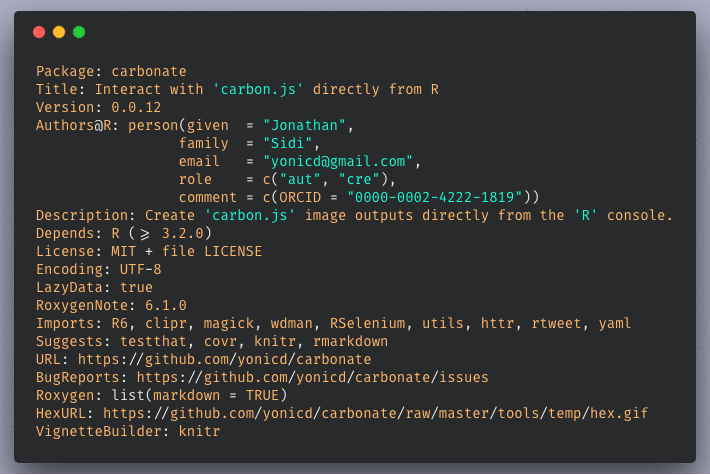 Package: carbonate
Title: Interact with 'carbon.js' directly from R
Version: 0.0.12
Authors@R: person(given  = "Jonathan",
                  family  = "Sidi",
                  email   = "yonicd@gmail.com",
                  role    = c("aut", "cre"),
                  comment = c(ORCID = "0000-0002-4222-1819"))
Description: Create 'carbon.js' image outputs directly from the 'R' console.
Depends: R (>= 3.2.0)
License: MIT + file LICENSE
Encoding: UTF-8
LazyData: true
RoxygenNote: 6.1.0
Imports: R6, clipr, magick, wdman, RSelenium, utils, httr, rtweet, yaml
Suggests: testthat, covr, knitr, rmarkdown
URL: https://github.com/yonicd/carbonate
BugReports: https://github.com/yonicd/carbonate/issues
Roxygen: list(markdown = TRUE)
HexURL: https://github.com/yonicd/carbonate/raw/master/tools/temp/hex.gif
VignetteBuilder: knitr